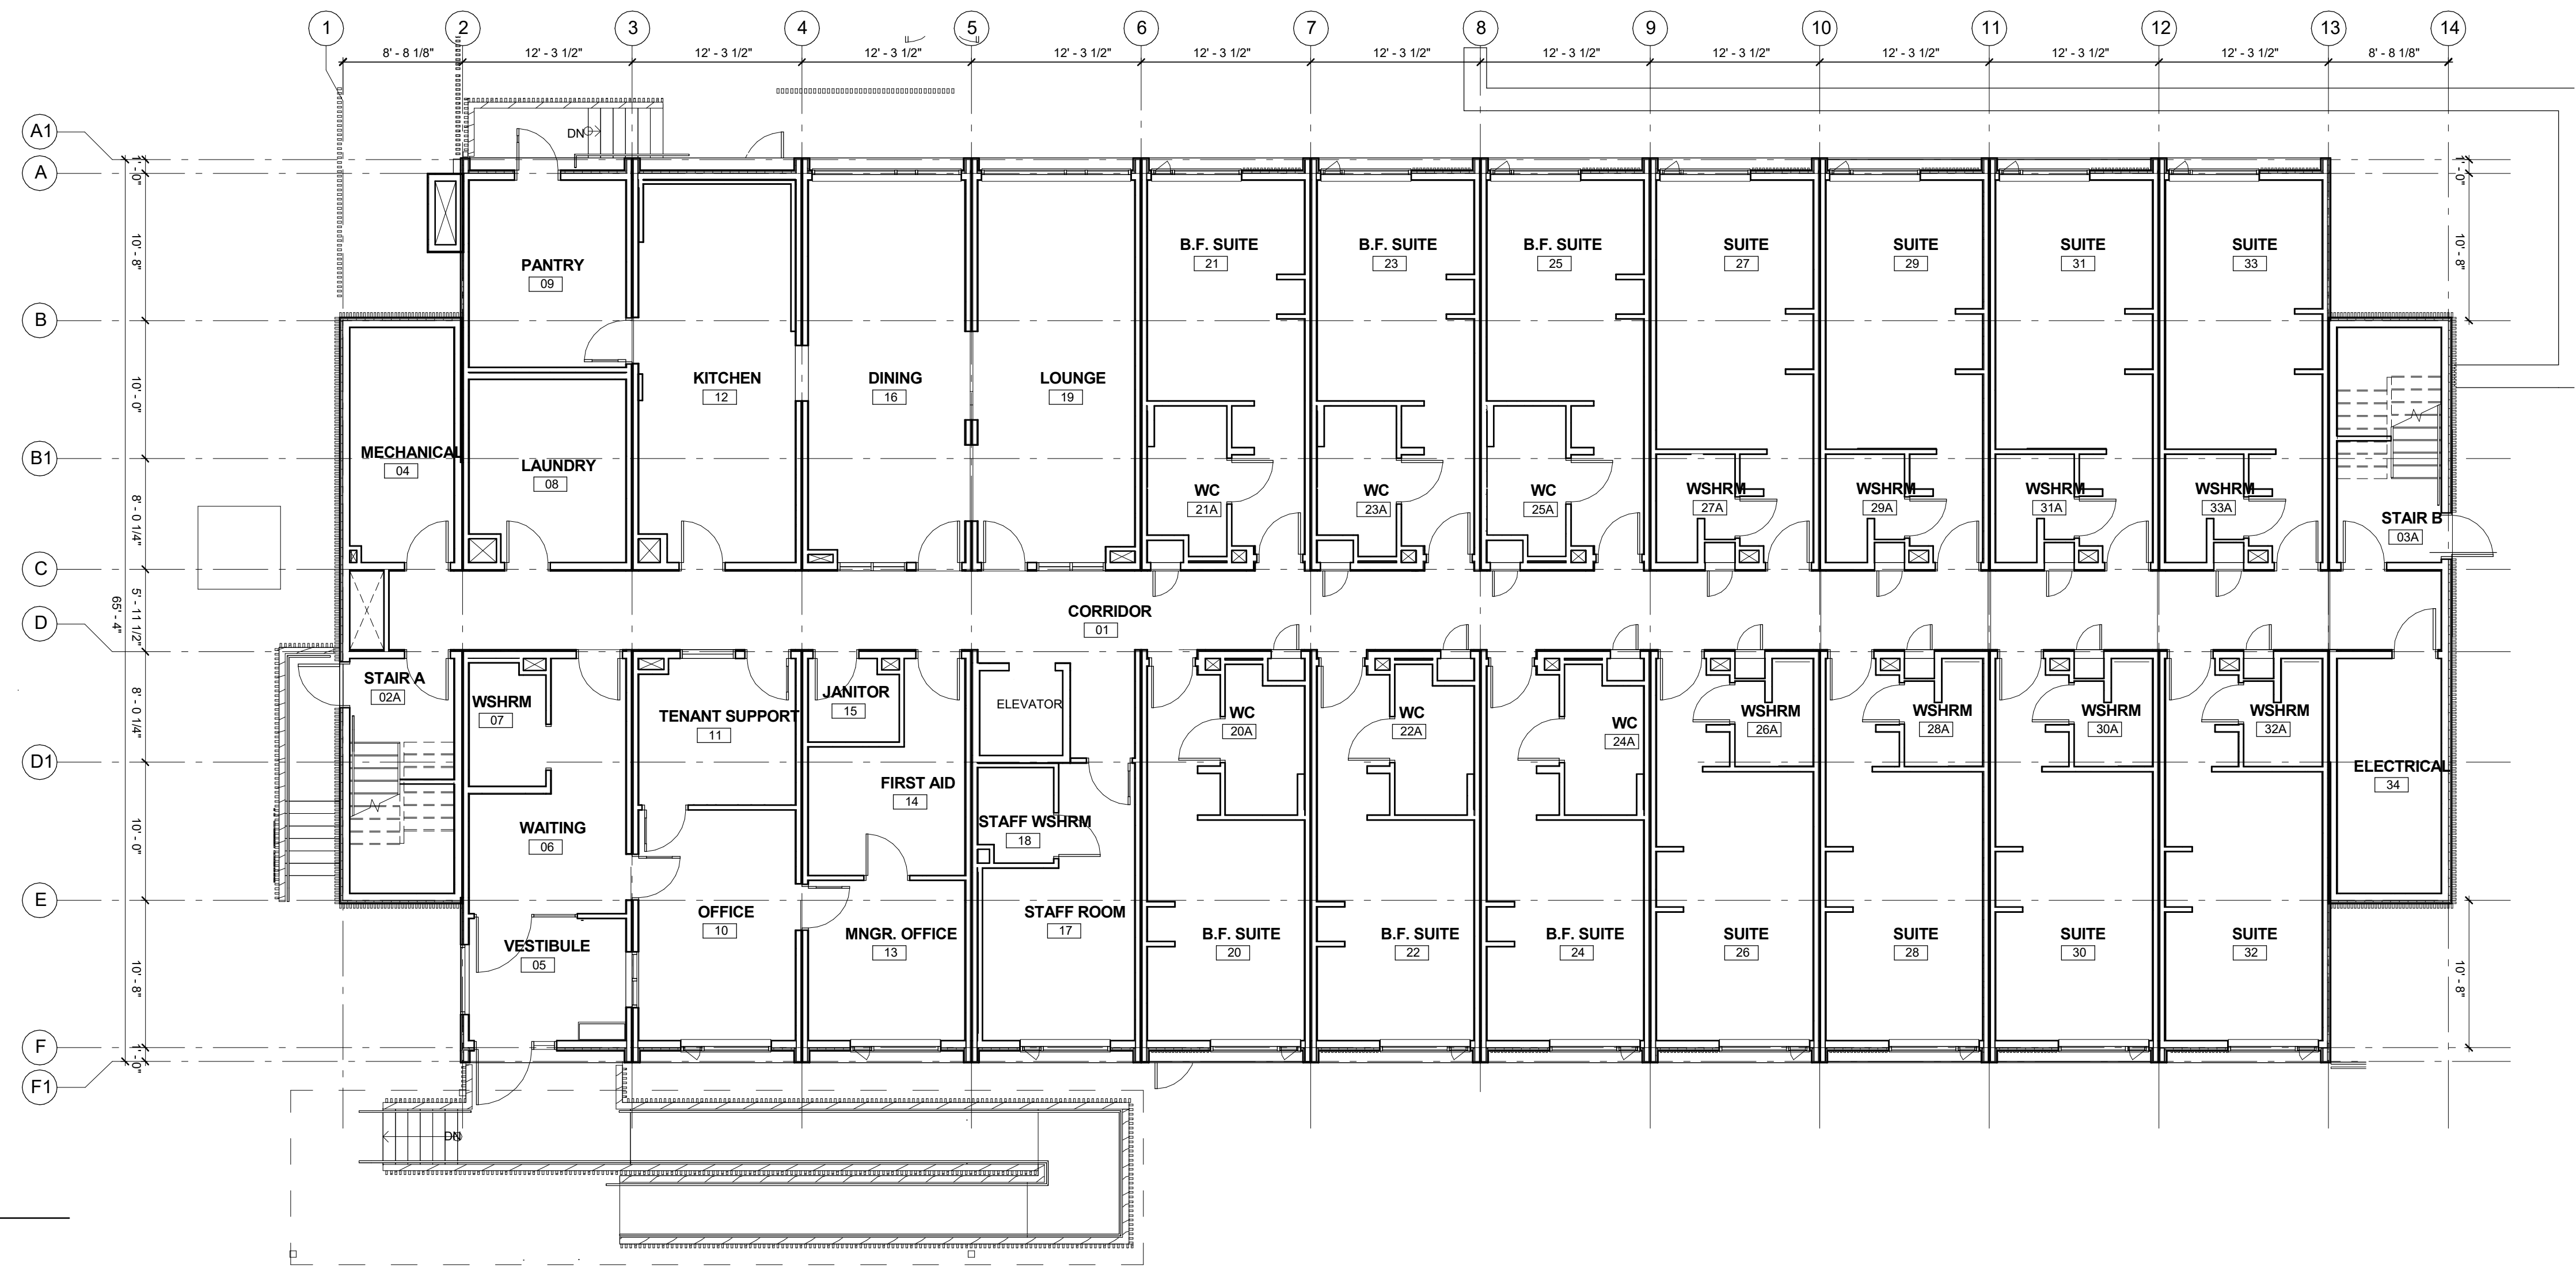 1 2 3 4 5 6 7 8 9 10 11 12 13 14
8' - 8 1/8" 12' - 3 1/2" 12' - 3 1/2" 12' - 3 1/2" 12' - 3 1/2" 12' - 3 1/2" 12' - 3 1/2" 12' - 3 1/2" 12' - 3 1/2" 12' - 3 1/2" 12' - 3 1/2" 12' - 3 1/2" 8' - 8 1/8"
A1
DN
A
1' - 0"
1' - 0"
10' - 8"
10' - 8"
B.F. SUITE
21
B.F. SUITE
23
B.F. SUITE
25
SUITE
27
SUITE
29
SUITE
31
SUITE
33
PANTRY
09
B
10' - 0"
KITCHEN
12
DINING
16
LOUNGE
19
B1
MECHANICAL
04
LAUNDRY
08
WC
21A
WC
23A
WC
25A
WSHRM
27A
WSHRM
29A
WSHRM
31A
WSHRM
33A
8' - 0 1/4"
STAIR B
03A
C
5' - 11 1/2"
65' - 4"
CORRIDOR
01
D
STAIR A
02A
WSHRM
07
TENANT SUPPORT
11
JANITOR
15
ELEVATOR
WC
20A
WC
22A
WC
24A
WSHRM
26A
WSHRM
28A
WSHRM
30A
WSHRM
32A
8' - 0 1/4"
D1
ELECTRICAL
34
FIRST AID
14
10' - 0"
WAITING
06
STAFF WSHRM
18
E
OFFICE
10
STAFF ROOM
17
VESTIBULE
05
MNGR. OFFICE
13
B.F. SUITE
20
B.F. SUITE
22
B.F. SUITE
24
SUITE
26
SUITE
28
SUITE
30
SUITE
32
10' - 8"
10' - 8"
F
1' - 0"
F1
DN